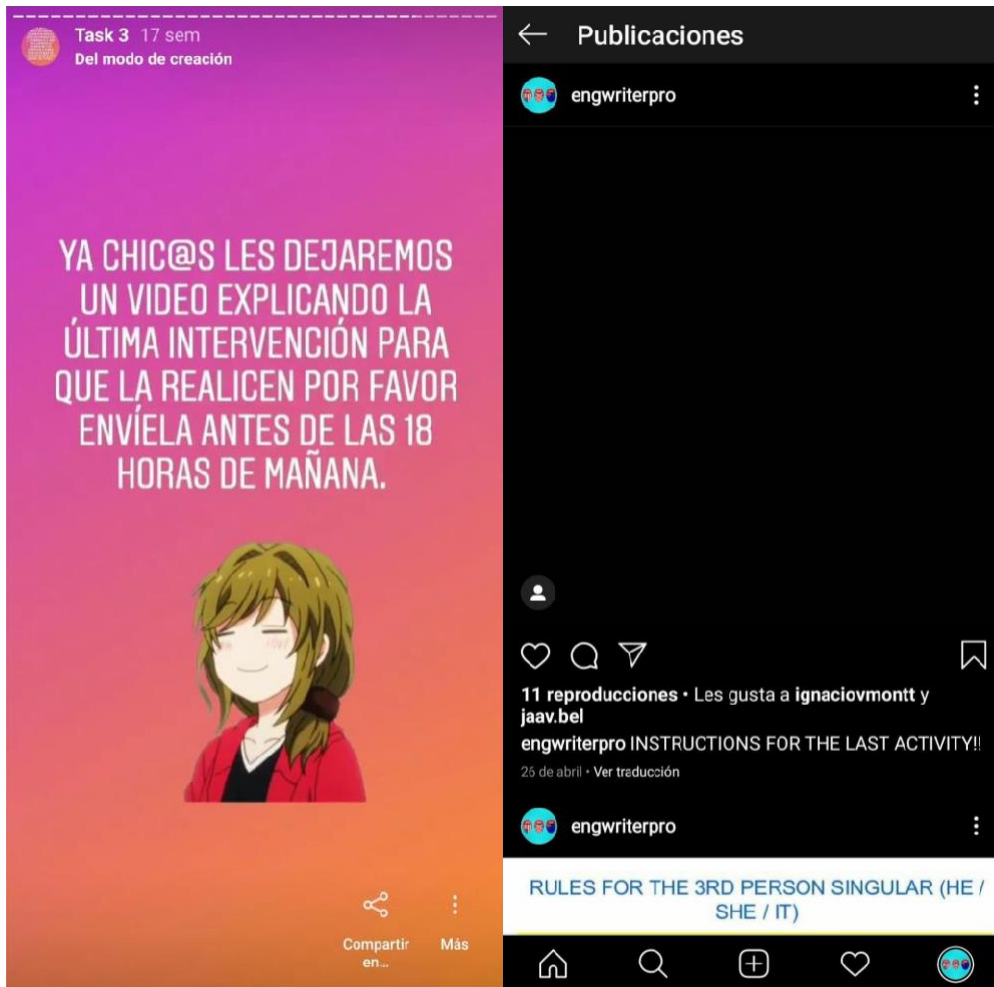 Task 3 17 sem
Del modo de creación
YA CHIC@S LES DEJAREMOS
UN VIDEO EXPLICANDO LA
ÚLTIMA INTERVENCIÓN PARA
QUE LA REALICEN POR FAVOR
ENVÍELA ANTES DE LAS 18
HORAS DE MAÑANA.
Compartir
en...
Más
Publicaciones
engwriterpro
11 reproducciones • Les gusta a ignaciovmontt y
jaav.bel
engwriterpro INSTRUCTIONS FOR THE LAST ACTIVITY!!
26 de abril • Ver traducción
engwriterpro
RULES FOR THE 3RD PERSON SINGULAR (HE /
SHE / IT)